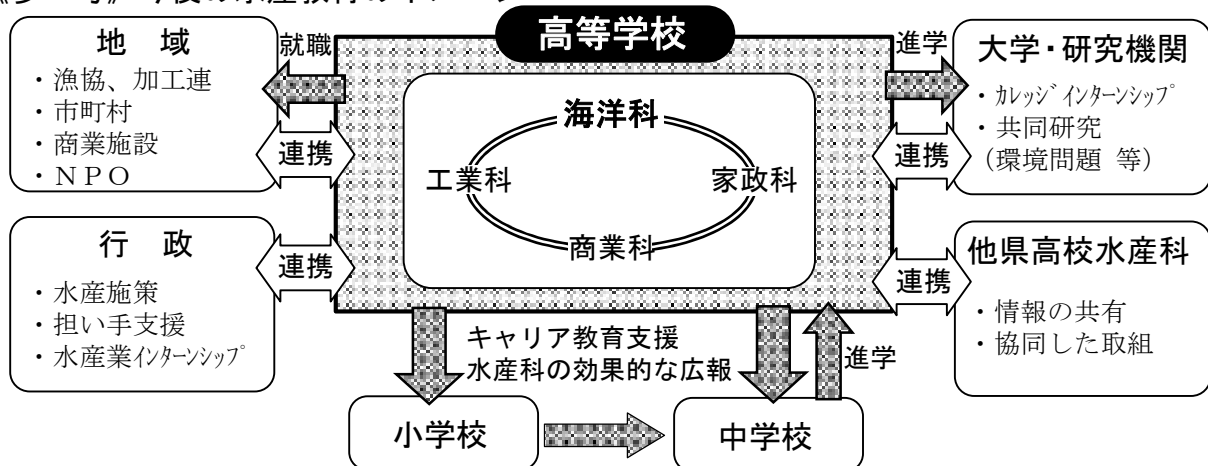 高等学校
地　域
・漁協、加工連
・市町村
・商業施設
・ＮＰＯ
就職
連携
行　政
・水産施策
・担い手支援
・水産業ｲﾝﾀｰﾝｼｯﾌﾟ
連携
海洋科
工業科
家政科
商業科
進学
連携
大学・研究機関
・ｶﾚｯｼﾞｲﾝﾀｰﾝｼｯﾌﾟ
・共同研究
(環境問題 等)
連携
他県高校水産科
・情報の共有
・協同した取組
キャリア教育支援
水産科の効果的な広報
進学
小学校
中学校